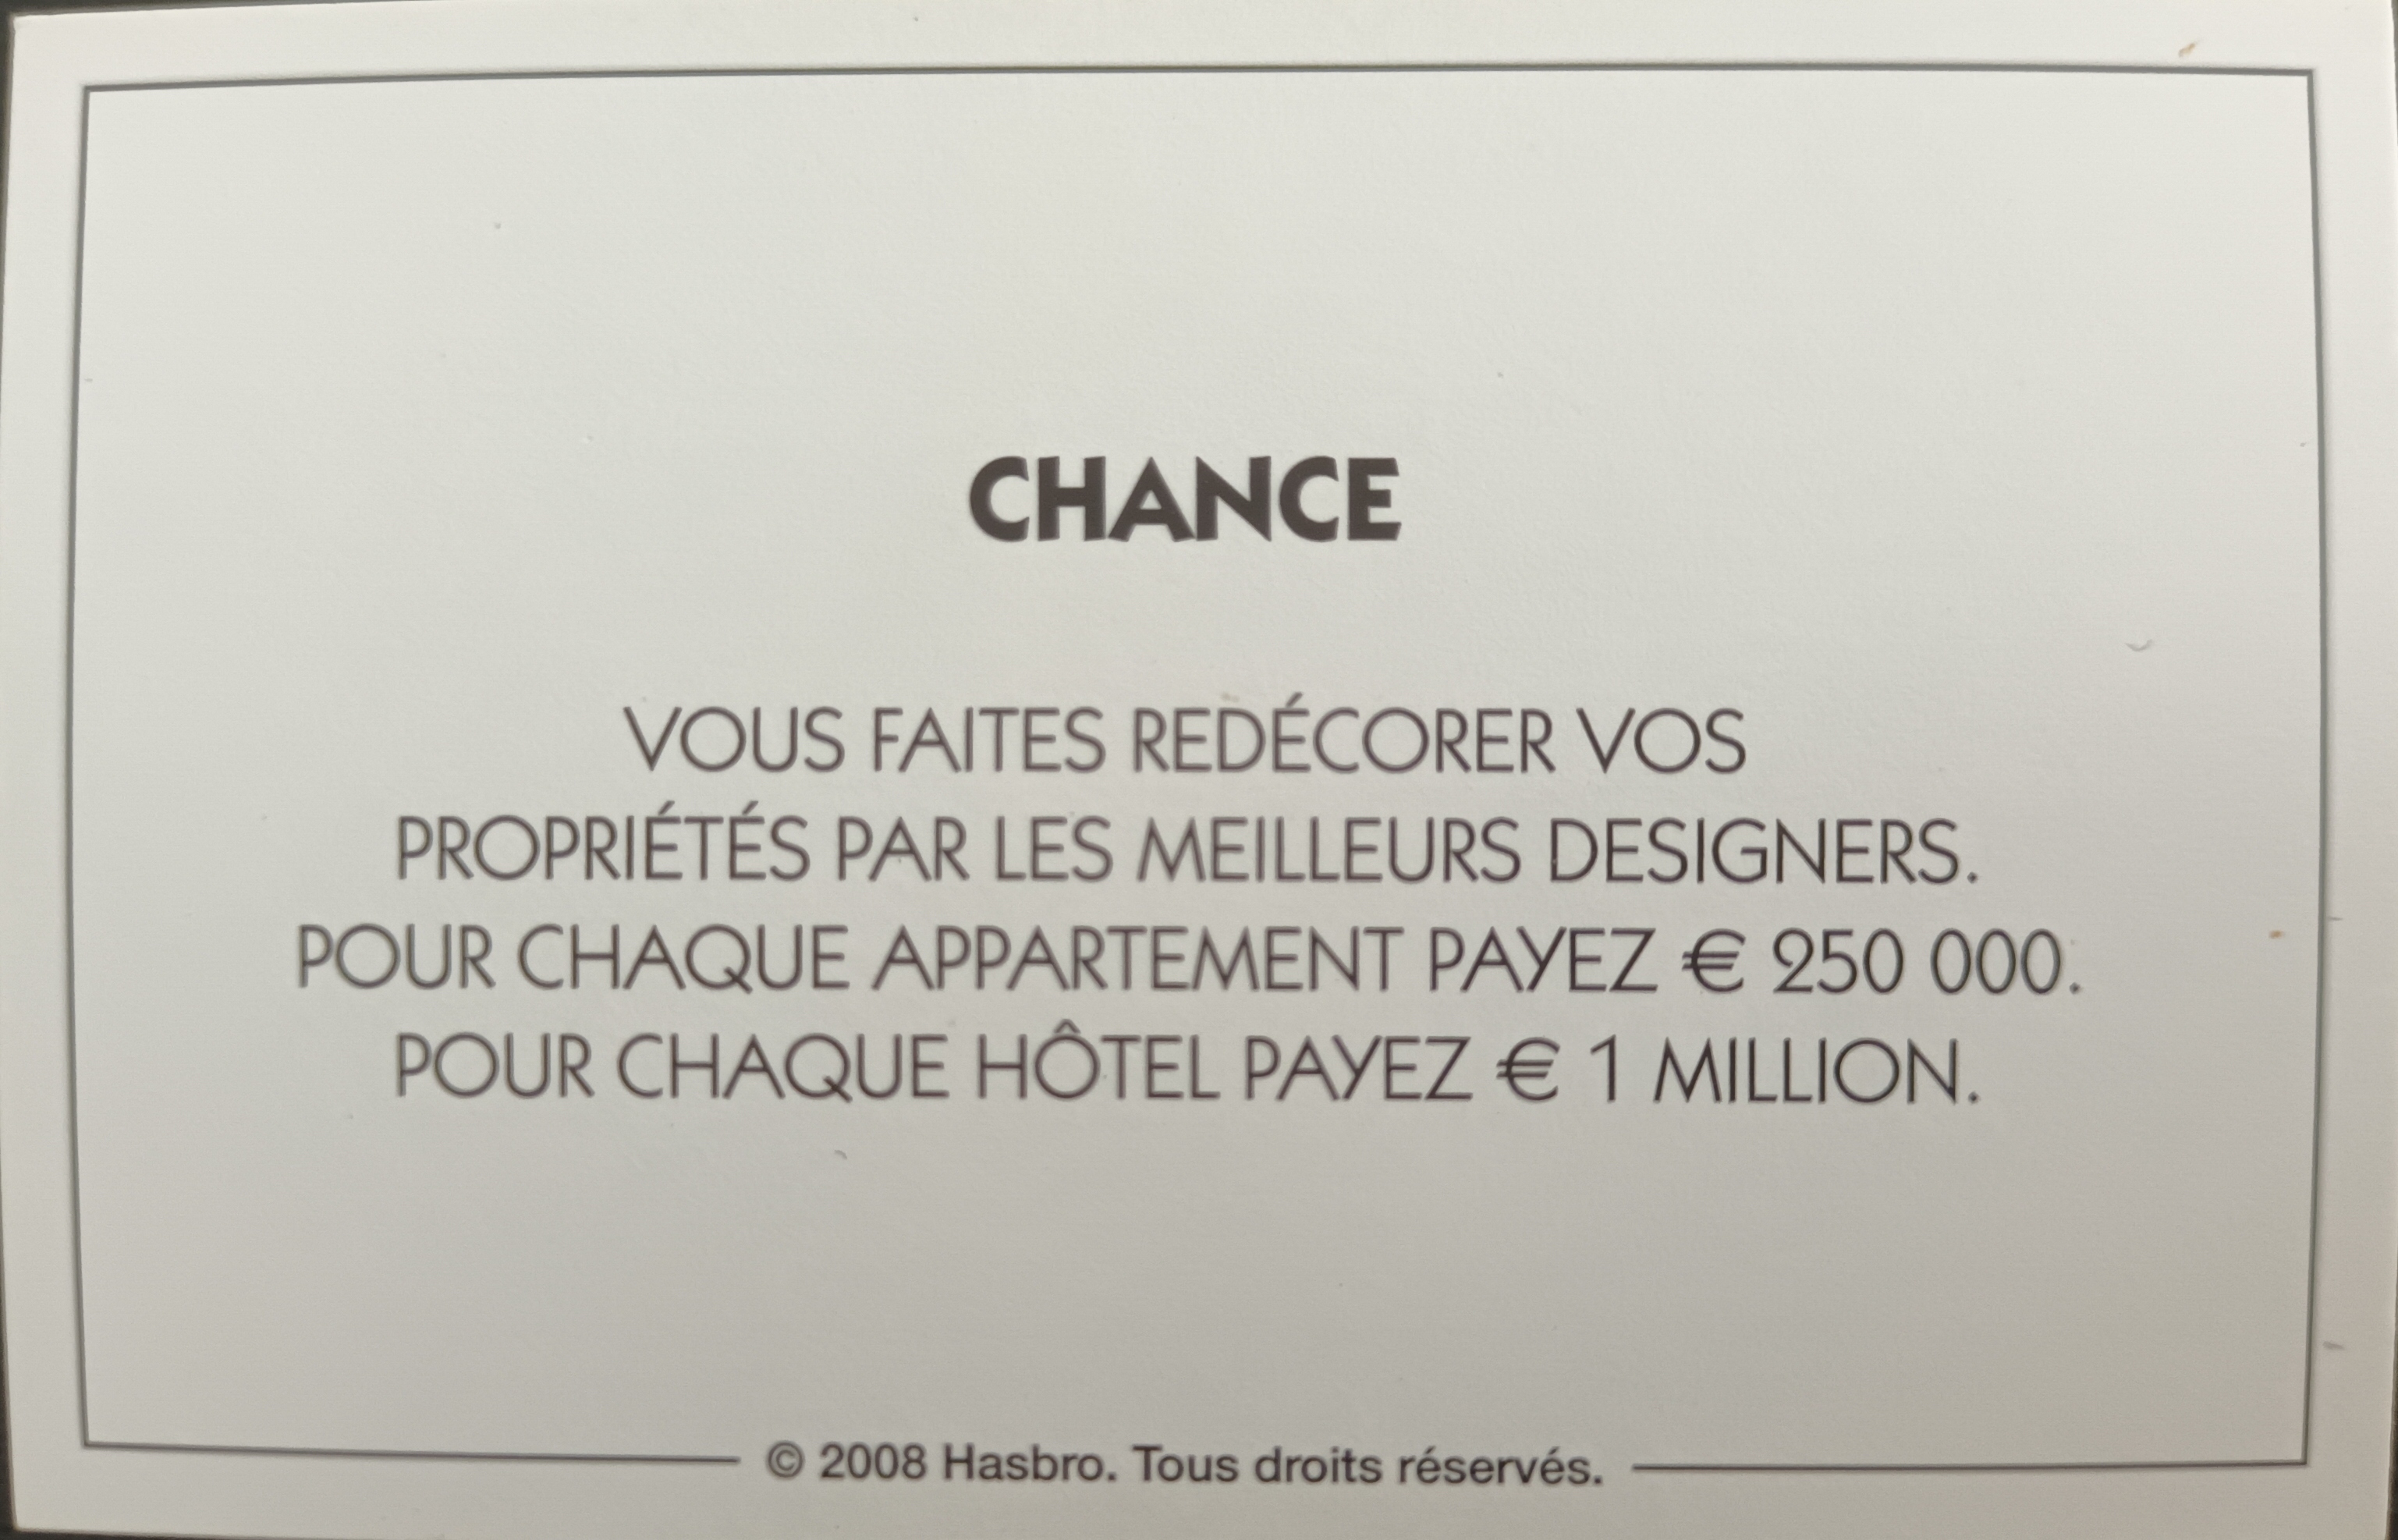 CHANCE
VOUS FAITES REDÉCORER VOS
PROPRIÉTÉS PAR LES MEILLEURS DESIGNERS.
POUR CHAQUE APPARTEMENT PAYEZ € 250 000.
POUR CHAQUE HÔTEL PAYEZ € 1 MILLION.
© 2008 Hasbro. Tous droits réservés.